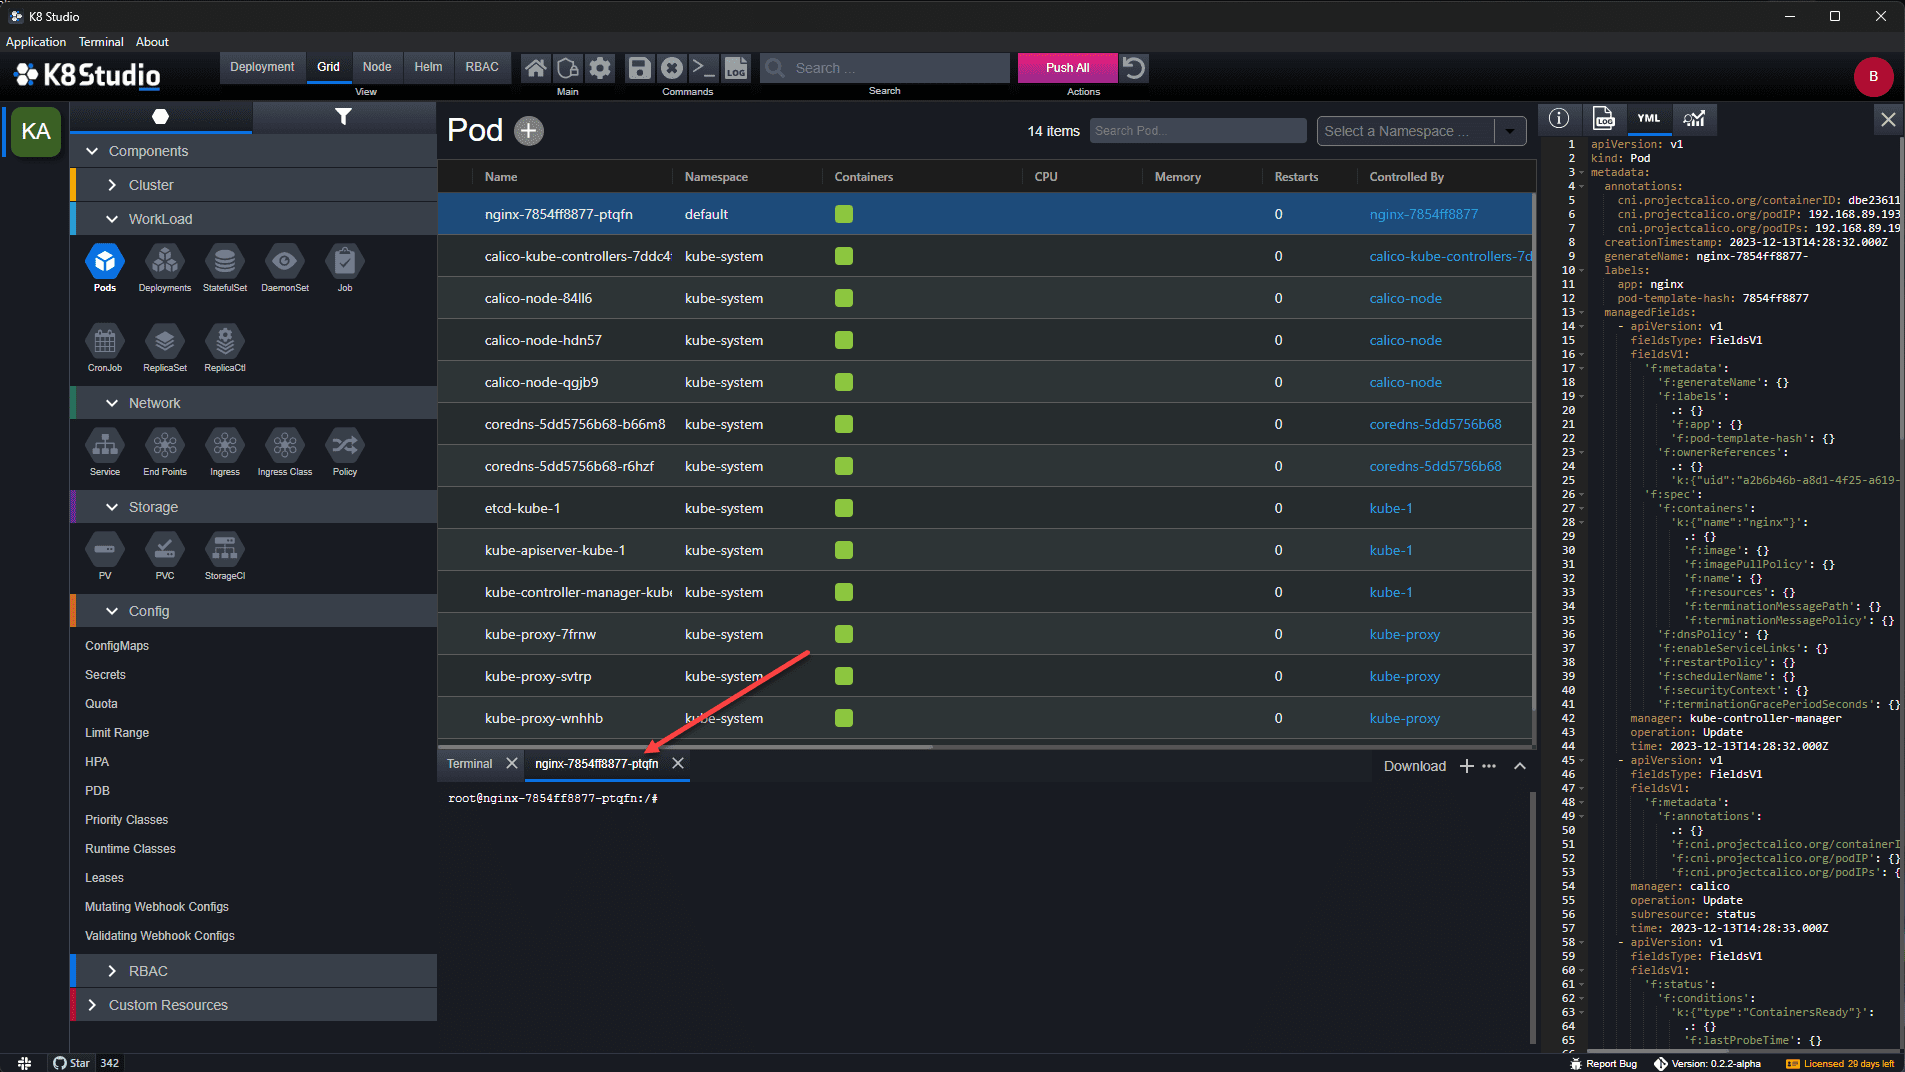 K8 Studio
Application Terminal About
K8Studio
Deployment Grid Node Helm RBAC
View
Main
LOG
Commands
Search ...
Search
Push All
Actions
B
KA
Components
Cluster
WorkLoad
Pods Deployments StatefulSet DaemonSet Job
CronJob ReplicaSet ReplicaCtl
Network
Service End Points Ingress Ingress Class Policy
Storage
PV PVC StorageCl
Config
ConfigMaps
Secrets
Quota
Limit Range
HPA
PDB
Priority Classes
Runtime Classes
Leases
Mutating Webhook Configs
Validating Webhook Configs
RBAC
Custom Resources
Pod
14 items
Search Pod...
Select a Namespace ...
Name Namespace Containers CPU Memory Restarts Controlled By
nginx-7854ff8877-ptqfn default 0 nginx-7854ff8877
calico-kube-controllers-7ddc4 kube-system 0 calico-kube-controllers-7d
calico-node-84ll6 kube-system 0 calico-node
calico-node-hdn57 kube-system 0 calico-node
calico-node-qgjb9 kube-system 0 calico-node
coredns-5dd5756b68-b66m8 kube-system 0 coredns-5dd5756b68
coredns-5dd5756b68-r6hzf kube-system 0 coredns-5dd5756b68
etcd-kube-1 kube-system 0 kube-1
kube-apiserver-kube-1 kube-system 0 kube-1
kube-controller-manager-kube kube-system 0 kube-1
kube-proxy-7frnw kube-system 0 kube-proxy
kube-proxy-svtrp kube-system 0 kube-proxy
kube-proxy-wnhhb kube-system 0 kube-proxy
Terminal nginx-7854ff8877-ptqfn
Download
root@nginx-7854ff8877-ptqfn:/#
LOG YML
1 apiVersion: v1
2 kind: Pod
3 metadata:
4 annotations:
5 cni.projectcalico.org/containerID: dbe23611
6 cni.projectcalico.org/podIP: 192.168.89.193
7 cni.projectcalico.org/podIPs: 192.168.89.19
8 creationTimestamp: 2023-12-13T14:28:32.000Z
9 generateName: nginx-7854ff8877-
10 labels:
11 app: nginx
12 pod-template-hash: 7854ff8877
13 managedFields:
14 - apiVersion: v1
15 fieldsType: FieldsV1
16 fieldsV1:
17 'f:metadata':
18 'f:generateName': {}
19 'f:labels':
20 .: {}
21 'f:app': {}
22 'f:pod-template-hash': {}
23 'f:ownerReferences':
24 .: {}
25 'k:{"uid":"a2b6b46b-a8d1-4f25-a619-
26 'f:spec':
27 'f:containers':
28 'k:{"name":"nginx"}':
29 .: {}
30 'f:image': {}
31 'f:imagePullPolicy': {}
32 'f:name': {}
33 'f:resources': {}
34 'f:terminationMessagePath': {}
35 'f:terminationMessagePolicy': {}
36 'f:dnsPolicy': {}
37 'f:enableServiceLinks': {}
38 'f:restartPolicy': {}
39 'f:schedulerName': {}
40 'f:securityContext': {}
41 'f:terminationGracePeriodSeconds': {}
42 manager: kube-controller-manager
43 operation: Update
44 time: 2023-12-13T14:28:32.000Z
45 - apiVersion: v1
46 fieldsType: FieldsV1
47 fieldsV1:
48 'f:metadata':
49 'f:annotations':
50 .: {}
51 'f:cni.projectcalico.org/containerI
52 'f:cni.projectcalico.org/podIP': {}
53 'f:cni.projectcalico.org/podIPs': {
54 manager: calico
55 operation: Update
56 subresource: status
57 time: 2023-12-13T14:28:33.000Z
58 - apiVersion: v1
59 fieldsType: FieldsV1
60 fieldsV1:
61 'f:status':
62 'f:conditions':
63 'k:{"type":"ContainersReady"}':
64 .: {}
65 'f:lastProbeTime': {}
Star 342
Report Bug
Version: 0.2.2-alpha
Licensed 29 days left